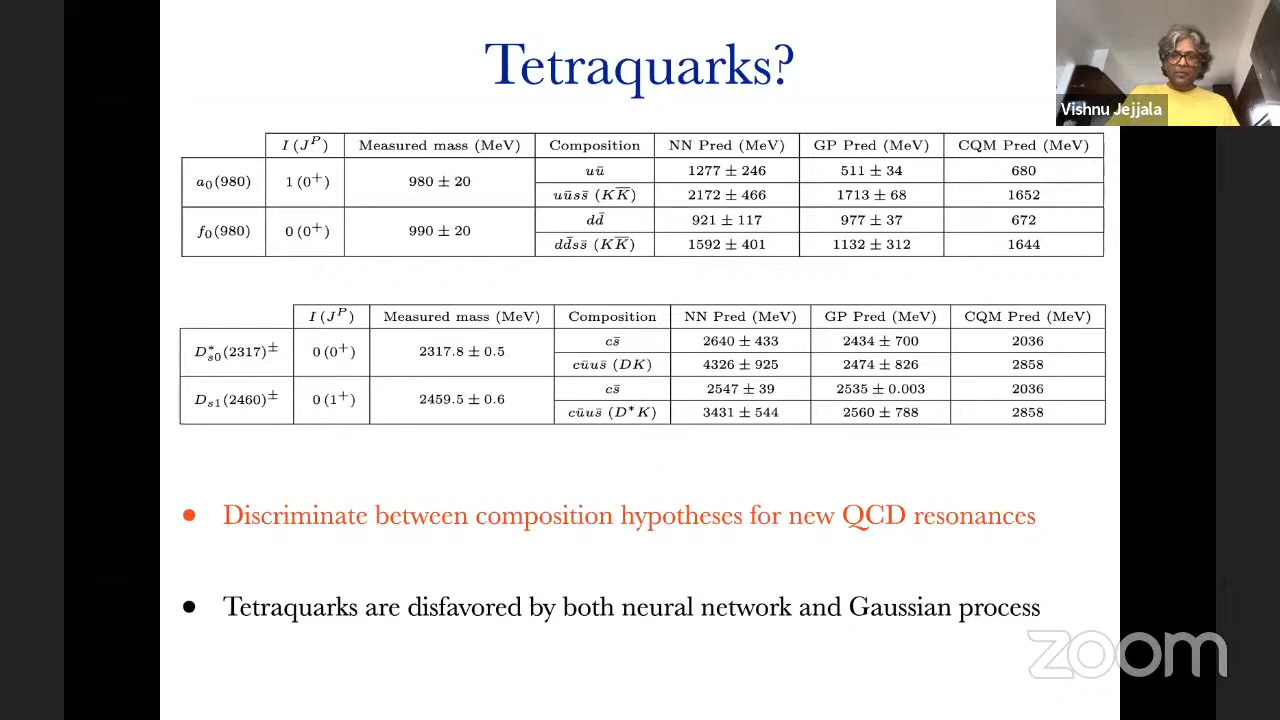 Tetraquarks?
Vishnu Jejjala
I (J^P) Measured mass (MeV) Composition NN Pred (MeV) GP Pred (MeV) CQM Pred (MeV)
a₀(980) 1 (0⁺) 980 ± 20 uū 1277 ± 246 511 ± 34 680
uūss̄ (KK̅) 2172 ± 466 1713 ± 68 1652
f₀(980) 0 (0⁺) 990 ± 20 dd̄ 921 ± 117 977 ± 37 672
dd̄ss̄ (KK̅) 1592 ± 401 1132 ± 312 1644
I (J^P) Measured mass (MeV) Composition NN Pred (MeV) GP Pred (MeV) CQM Pred (MeV)
D*ₛ₀(2317)± 0 (0⁺) 2317.8 ± 0.5 cs̄ 2640 ± 433 2434 ± 700 2036
cūus̄ (DK) 4326 ± 925 2474 ± 826 2858
Dₛ₁(2460)± 0 (1⁺) 2459.5 ± 0.6 cs̄ 2547 ± 39 2535 ± 0.003 2036
cūus̄ (D*K) 3431 ± 544 2560 ± 788 2858
● Discriminate between composition hypotheses for new QCD resonances
● Tetraquarks are disfavored by both neural network and Gaussian process
zoom